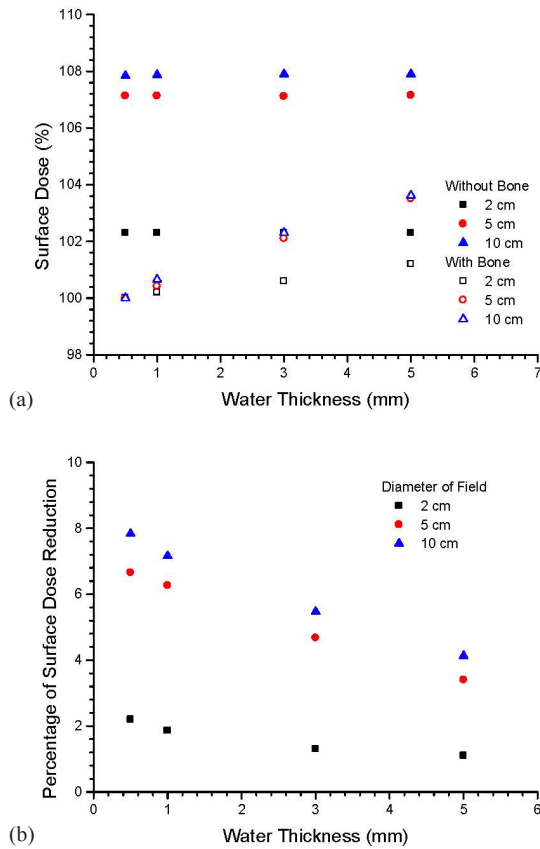 110
108
106
104
102
100
98
Surface Dose (%)
Without Bone
2 cm
5 cm
10 cm
With Bone
2 cm
5 cm
10 cm
0 1 2 3 4 5 6 7
Water Thickness (mm)
(a)
10
8
6
4
2
0
Percentage of Surface Dose Reduction
Diameter of Field
2 cm
5 cm
10 cm
0 1 2 3 4 5 6
Water Thickness (mm)
(b)